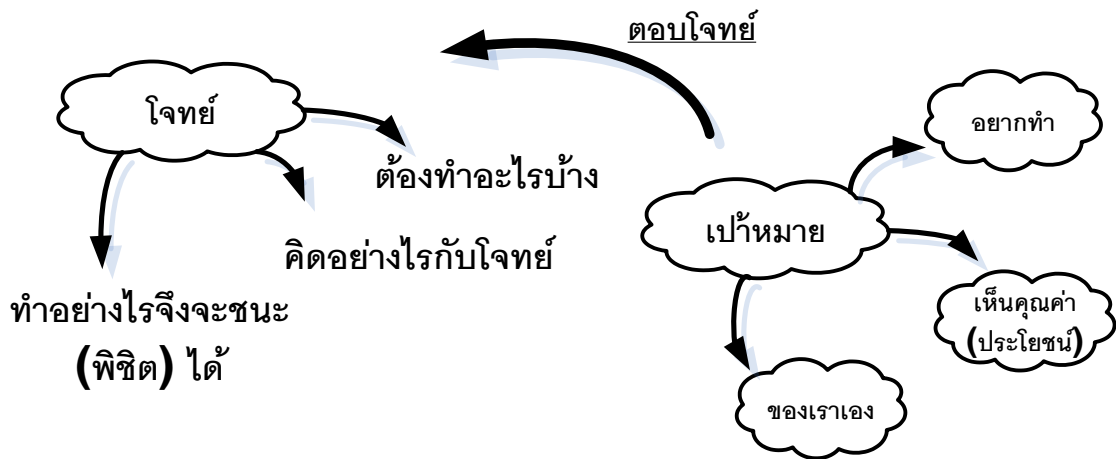 ตอบโจทย์
โจทย์
ต้องทำอะไรบ้าง
คิดอย่างไรกับโจทย์
ทำอย่างไรจึงจะชนะ
(พิชิต) ได้
เป้าหมาย
อยากทำ
เห็นคุณค่า
(ประโยชน์)
ของเราเอง